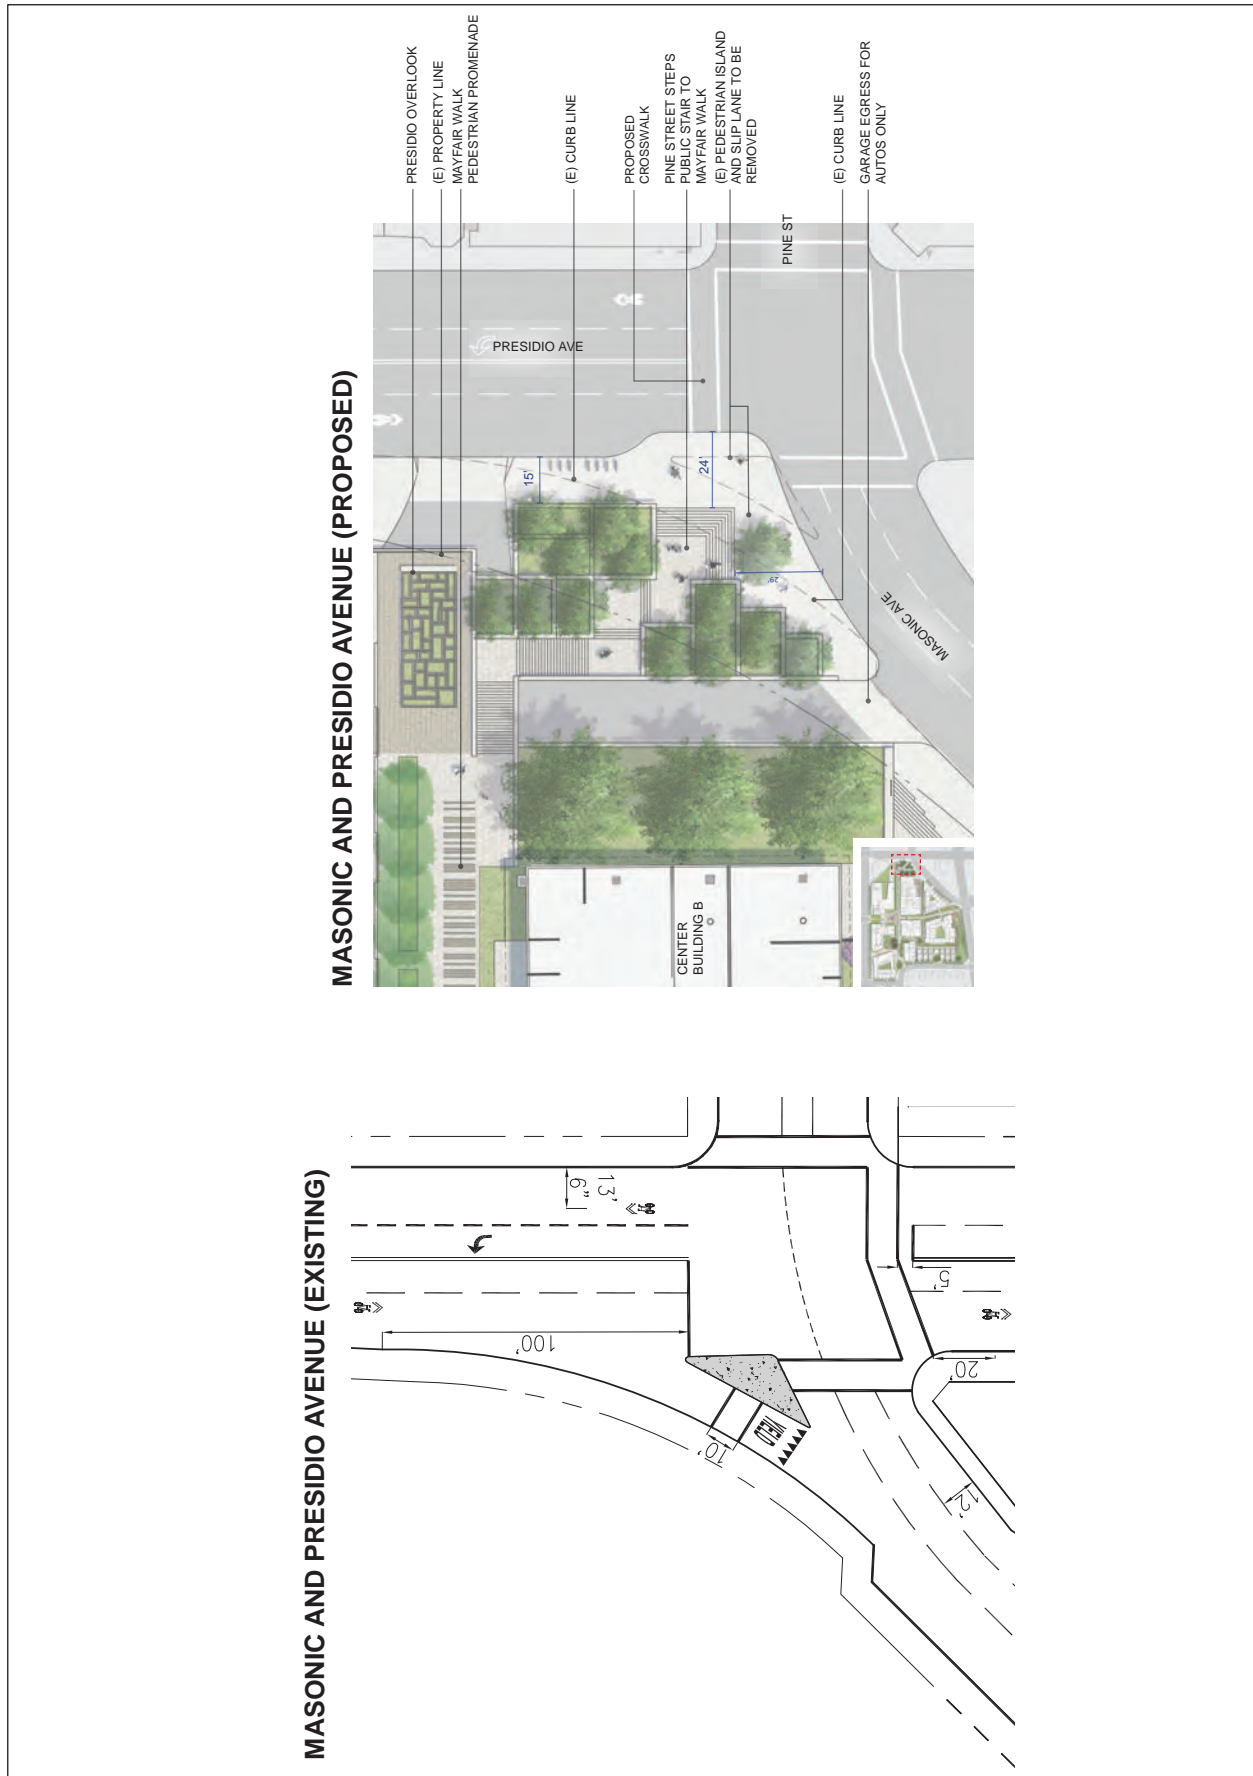 MASONIC AND PRESIDIO AVENUE (EXISTING)
100'
13'
6"
10'
YIELD
5'
20'
12'
MASONIC AND PRESIDIO AVENUE (PROPOSED)
PRESIDIO OVERLOOK
(E) PROPERTY LINE
MAYFAIR WALK
PEDESTRIAN PROMENADE
(E) CURB LINE
PROPOSED
CROSSWALK
PINE STREET STEPS
PUBLIC STAIR TO
MAYFAIR WALK
(E) PEDESTRIAN ISLAND
AND SLIP LANE TO BE
REMOVED
(E) CURB LINE
GARAGE EGRESS FOR
AUTOS ONLY
PRESIDIO AVE
PINE ST
15'
24'
29'
MASONIC AVE
CENTER
BUILDING B